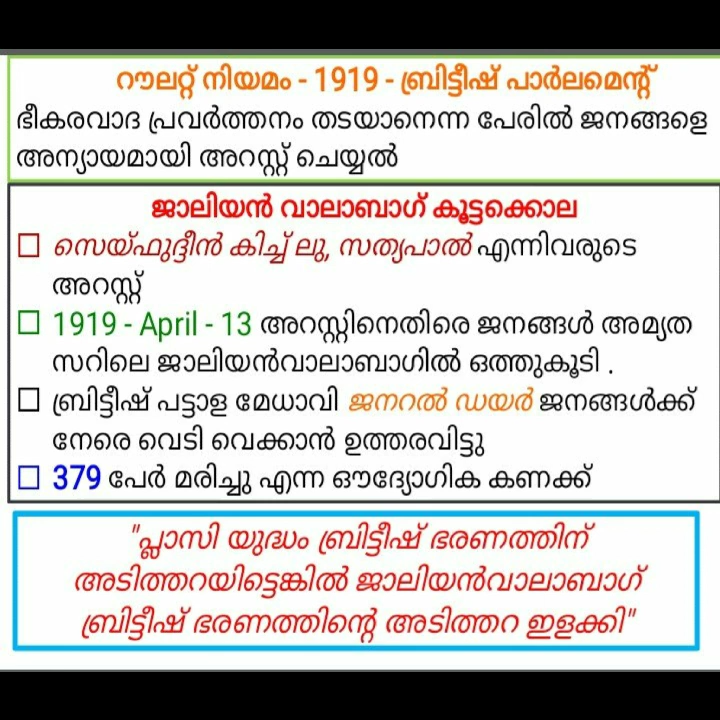 റൗലറ്റ് നിയമം - 1919 - ബ്രിട്ടീഷ് പാർലമെന്റ്
ഭീകരവാദ പ്രവർത്തനം തടയാനെന്ന പേരിൽ ജനങ്ങളെ
അന്യായമായി അറസ്റ്റ് ചെയ്യൽ
ജാലിയൻ വാലാബാഗ് കൂട്ടക്കൊല
□ സെയ്ഫുദ്ദീൻ കിച്ച് ലു, സത്യപാൽ എന്നിവരുടെ
അറസ്റ്റ്
□ 1919 - April - 13 അറസ്റ്റിനെതിരെ ജനങ്ങൾ അമൃത
സറിലെ ജാലിയൻവാലാബാഗിൽ ഒത്തുകൂടി .
□ ബ്രിട്ടീഷ് പട്ടാള മേധാവി ജനറൽ ഡയർ ജനങ്ങൾക്ക്
നേരെ വെടി വെക്കാൻ ഉത്തരവിട്ടു
□ 379 പേർ മരിച്ചു എന്ന ഔദ്യോഗിക കണക്ക്
"പ്ലാസി യുദ്ധം ബ്രിട്ടീഷ് ഭരണത്തിന്
അടിത്തറയിട്ടെങ്കിൽ ജാലിയൻവാലാബാഗ്
ബ്രിട്ടീഷ് ഭരണത്തിന്റെ അടിത്തറ ഇളക്കി"